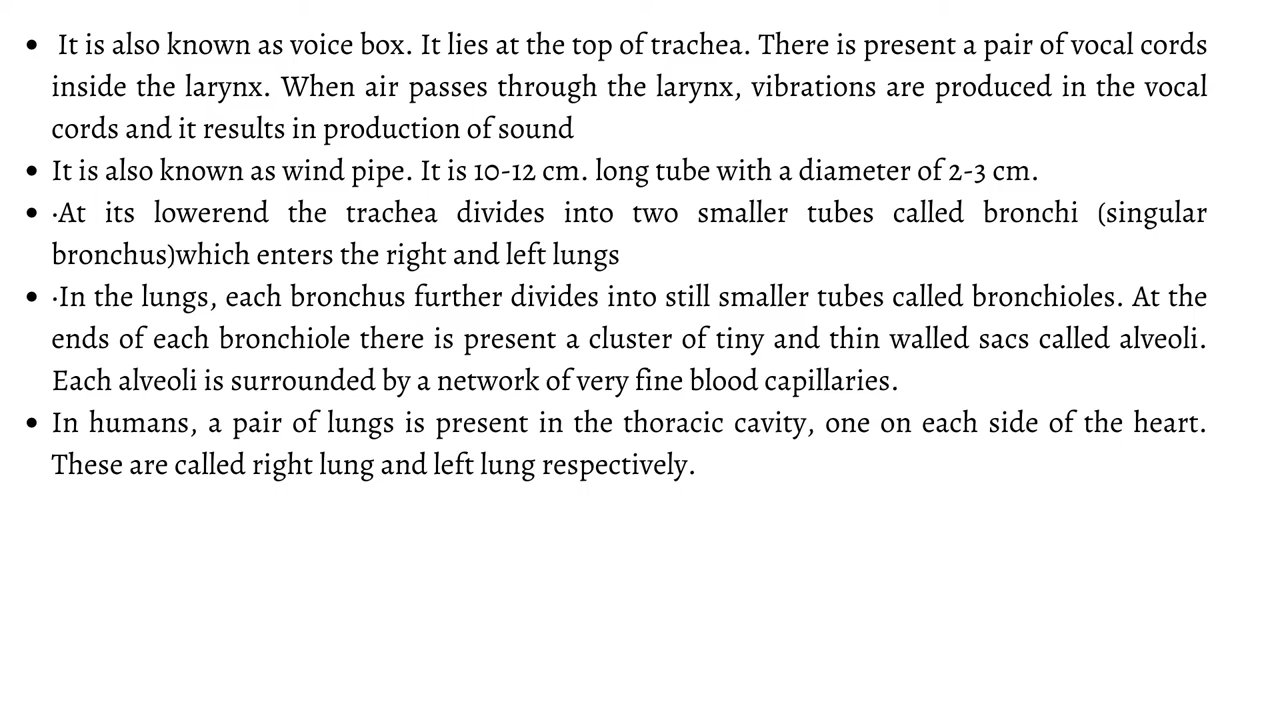 • It is also known as voice box. It lies at the top of trachea. There is present a pair of vocal cords
inside the larynx. When air passes through the larynx, vibrations are produced in the vocal
cords and it results in production of sound
• It is also known as wind pipe. It is 10-12 cm. long tube with a diameter of 2-3 cm.
• ·At its lowerend the trachea divides into two smaller tubes called bronchi (singular
bronchus)which enters the right and left lungs
• ·In the lungs, each bronchus further divides into still smaller tubes called bronchioles. At the
ends of each bronchiole there is present a cluster of tiny and thin walled sacs called alveoli.
Each alveoli is surrounded by a network of very fine blood capillaries.
• In humans, a pair of lungs is present in the thoracic cavity, one on each side of the heart.
These are called right lung and left lung respectively.